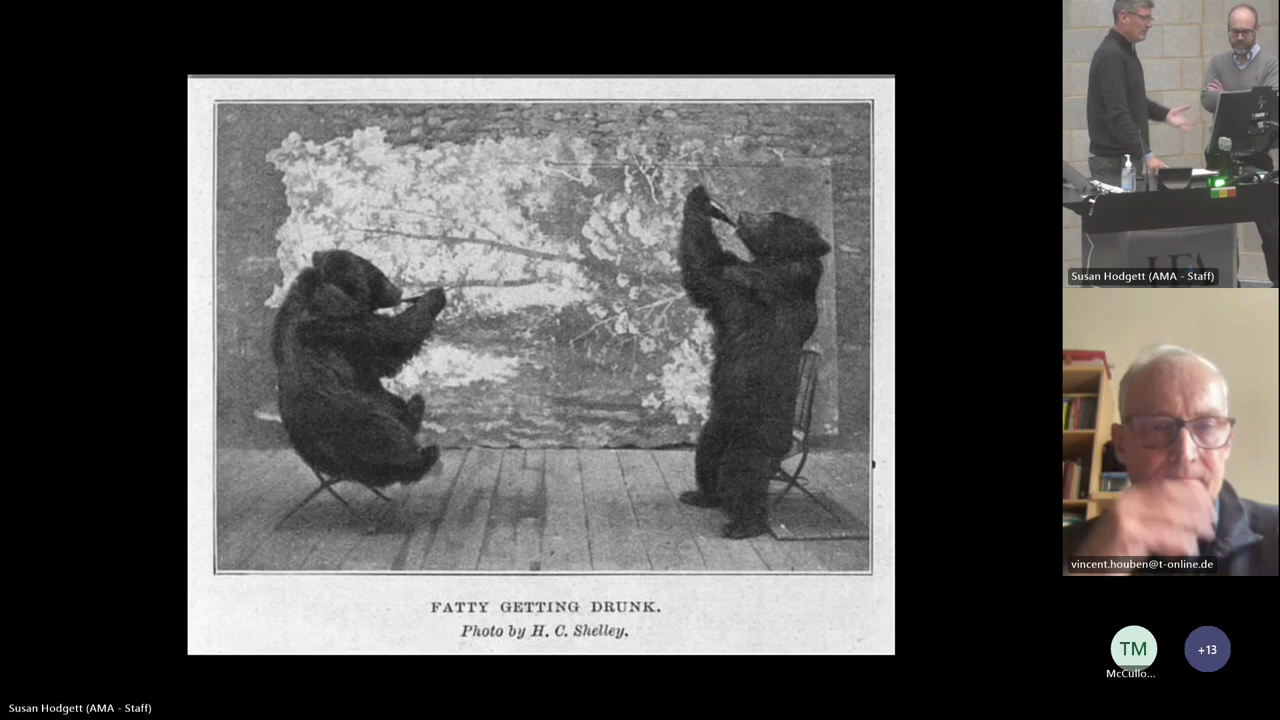 FATTY GETTING DRUNK.
Photo by H. C. Shelley.
Susan Hodgett (AMA - Staff)
vincent.houben@t-online.de
TM
+13
McCullo...
Susan Hodgett (AMA - Staff)